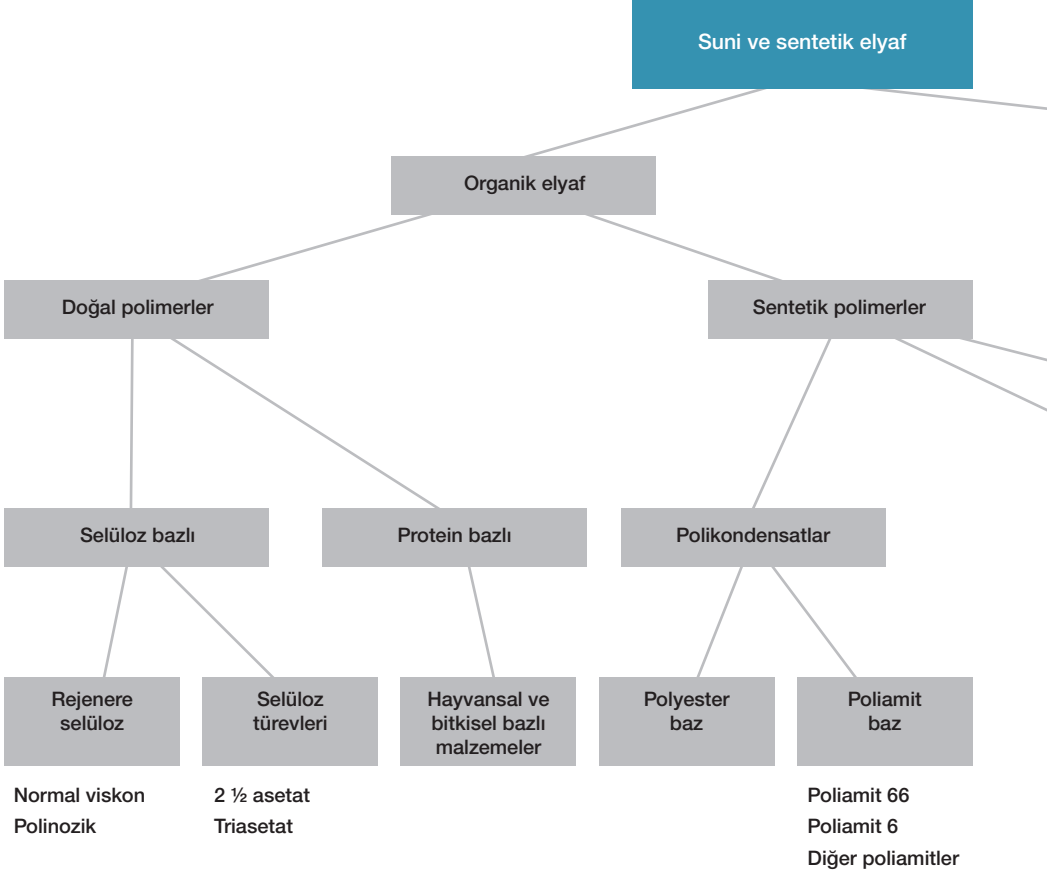 Suni ve sentetik elyaf
Organik elyaf
Doğal polimerler
Sentetik polimerler
Selüloz bazlı
Protein bazlı
Polikondensatlar
Rejenere
selüloz
Selüloz
türevleri
Hayvansal ve
bitkisel bazlı
malzemeler
Polyester
baz
Poliamit
baz
Normal viskon
Polinozik
2 ½ asetat
Triasetat
Poliamit 66
Poliamit 6
Diğer poliamitler